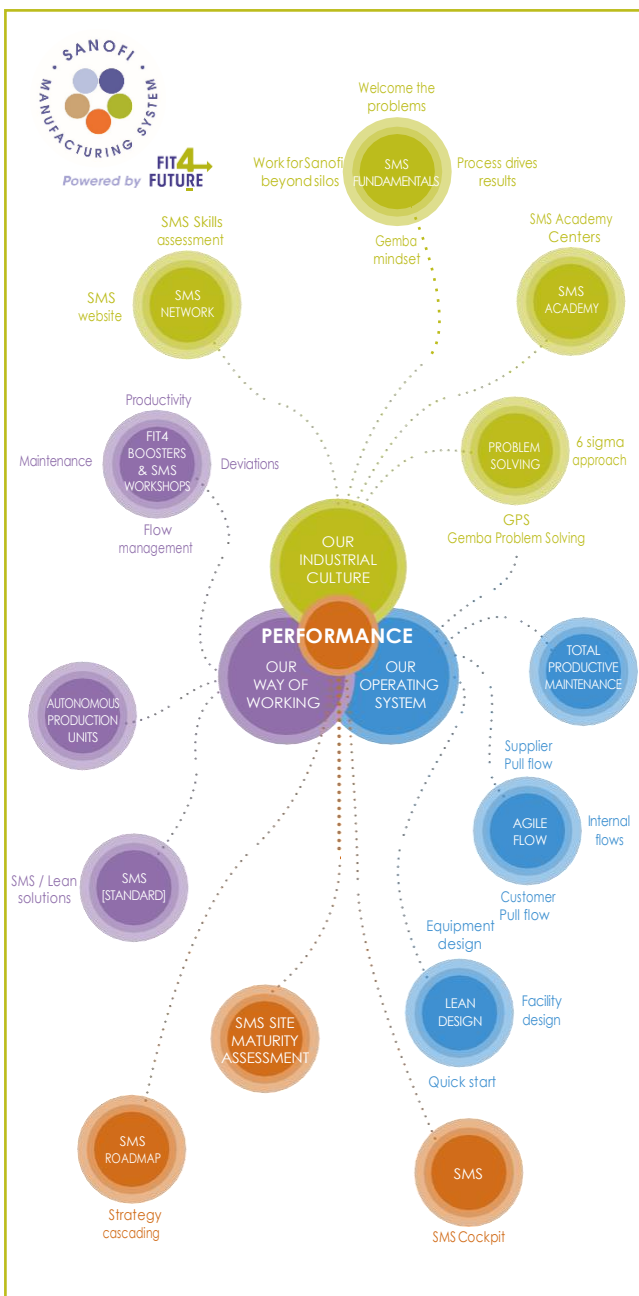 SANOFI
MANUFACTURING SYSTEM
Powered by
FIT4
FUTURE
Welcome the
problems
Work for Sanofi
beyond silos
SMS
FUNDAMENTALS
Process drives
results
Gemba
mindset
SMS Skills
assessment
SMS
website
SMS
NETWORK
SMS Academy
Centers
SMS
ACADEMY
Productivity
Maintenance
FIT4
BOOSTERS
& SMS
WORKSHOPS
Deviations
Flow
management
PROBLEM
SOLVING
6 sigma
approach
GPS
Gemba Problem Solving
OUR
INDUSTRIAL
CULTURE
PERFORMANCE
OUR
WAY OF
WORKING
OUR
OPERATING
SYSTEM
TOTAL
PRODUCTIVE
MAINTENANCE
AUTONOMOUS
PRODUCTION
UNITS
Supplier
Pull flow
AGILE
FLOW
Internal
flows
Customer
Pull flow
SMS / Lean
solutions
SMS
[STANDARD]
Equipment
design
LEAN
DESIGN
Facility
design
Quick start
SMS SITE
MATURITY
ASSESSMENT
SMS
ROADMAP
Strategy
cascading
SMS
SMS Cockpit